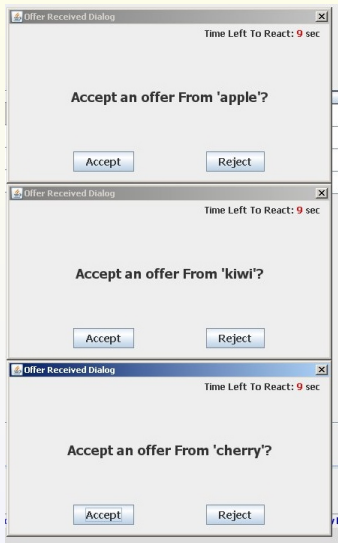 Offer Received Dialog
Time Left To React: 9 sec
Accept an offer From 'apple'?
Accept Reject
Offer Received Dialog
Time Left To React: 9 sec
Accept an offer From 'kiwi'?
Accept Reject
Offer Received Dialog
Time Left To React: 9 sec
Accept an offer From 'cherry'?
Accept Reject